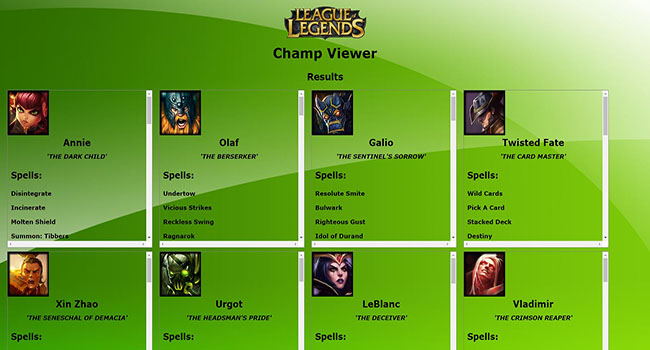 LEAGUE of
LEGENDS
Champ Viewer
Results
Annie
'THE DARK CHILD'
Spells:
Disintegrate
Incinerate
Molten Shield
Summon: Tibbers
Olaf
'THE BERSERKER'
Spells:
Undertow
Vicious Strikes
Reckless Swing
Ragnarok
Galio
'THE SENTINEL'S SORROW'
Spells:
Resolute Smite
Bulwark
Righteous Gust
Idol of Durand
Twisted Fate
'THE CARD MASTER'
Spells:
Wild Cards
Pick A Card
Stacked Deck
Destiny
Xin Zhao
'THE SENESCHAL OF DEMACIA'
Spells:
Urgot
'THE HEADSMAN'S PRIDE'
Spells:
LeBlanc
'THE DECEIVER'
Spells:
Vladimir
'THE CRIMSON REAPER'
Spells: